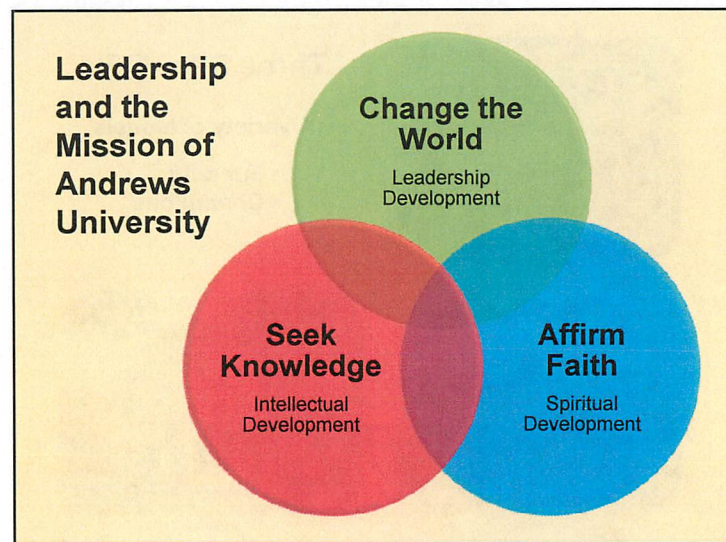 Leadership
and the
Mission of
Andrews
University
Change the
World
Leadership
Development
Seek
Knowledge
Intellectual
Development
Affirm
Faith
Spiritual
Development